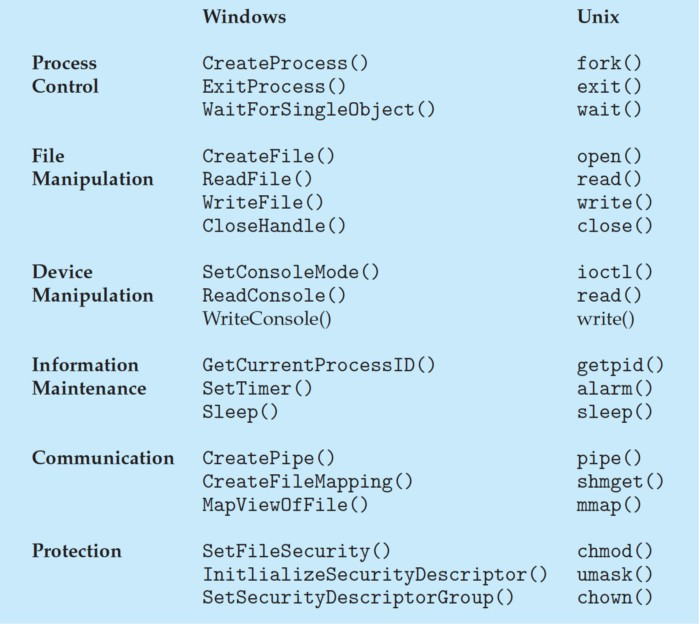 Windows Unix
Process CreateProcess() fork()
Control ExitProcess() exit()
WaitForSingleObject() wait()
File CreateFile() open()
Manipulation ReadFile() read()
WriteFile() write()
CloseHandle() close()
Device SetConsoleMode() ioctl()
Manipulation ReadConsole() read()
WriteConsole() write()
Information GetCurrentProcessID() getpid()
Maintenance SetTimer() alarm()
Sleep() sleep()
Communication CreatePipe() pipe()
CreateFileMapping() shmget()
MapViewOfFile() mmap()
Protection SetFileSecurity() chmod()
InitlializeSecurityDescriptor() umask()
SetSecurityDescriptorGroup() chown()